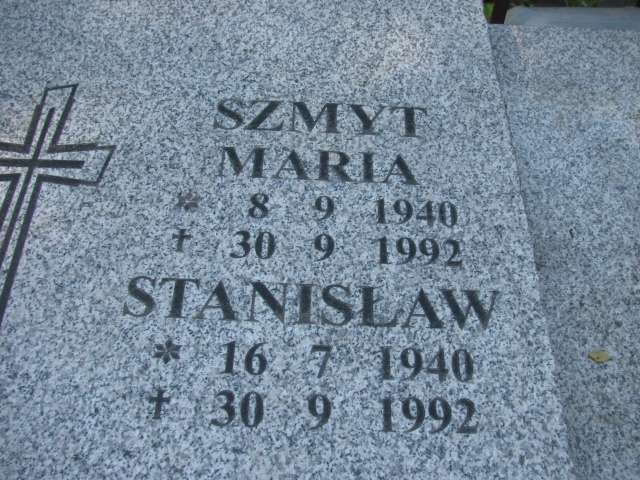 SZMYT
MARIA
* 8 9 1940
† 30 9 1992
STANISŁAW
* 16 7 1940
† 30 9 1992